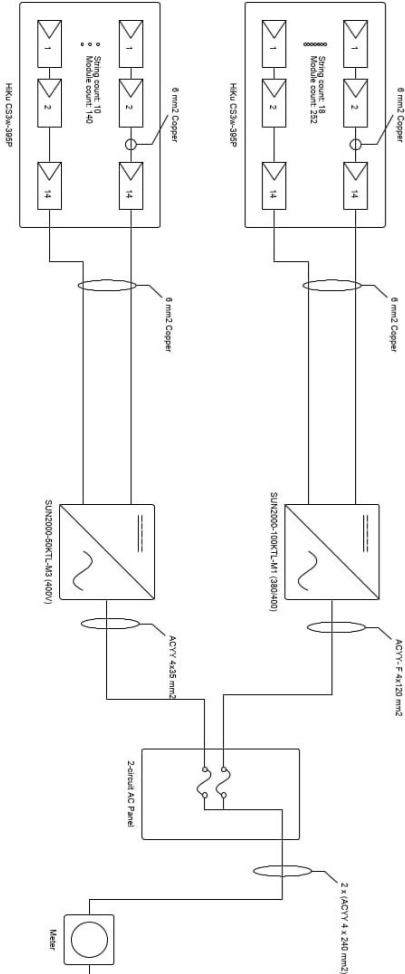 6 mm2 Copper
1
2
14
String count: 18
Module count: 252
1
2
14
HiKu CS3w-395P
6 mm2 Copper
SUN2000-100KTL-M1 (380/400)
ACYY- F 4x120 mm2
6 mm2 Copper
1
2
14
String count: 10
Module count: 140
1
2
14
HiKu CS3w-395P
6 mm2 Copper
SUN2000-50KTL-M3 (400V)
ACYY 4x35 mm2
2-circuit AC Panel
2 x (ACYY 4 x 240 mm2)
Meter